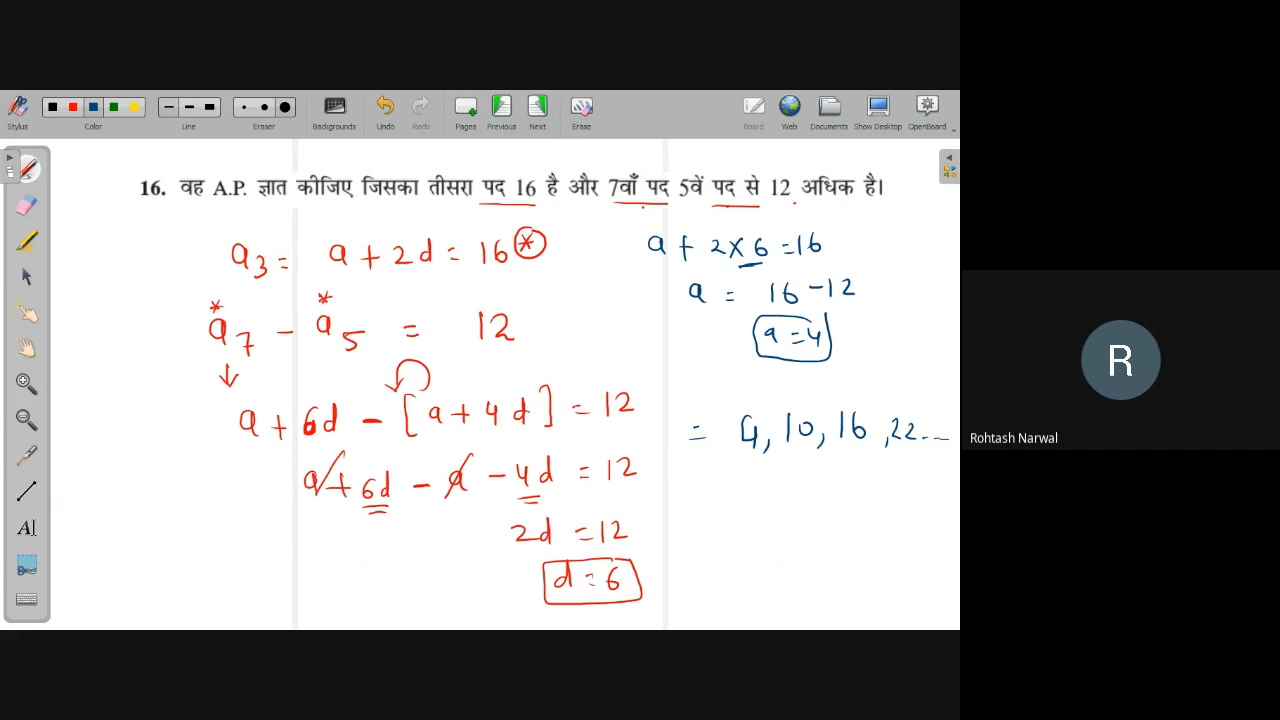 Stylus Color Line Eraser Backgrounds Undo Redo Pages Previous Next Erase Board Web Documents Show Desktop OpenBoard
16. वह A.P. ज्ञात कीजिए जिसका तीसरा पद 16 है और 7वाँ पद 5वें पद से 12 अधिक है।
a3 = a + 2d = 16 *
* *
a7 - a5 = 12
↓
a + 6d - [a + 4d] = 12
a + 6d - a - 4d = 12
2d = 12
d = 6
a + 2 × 6 = 16
a = 16 - 12
a = 4
= 4, 10, 16, 22...
A
R
Rohtash Narwal